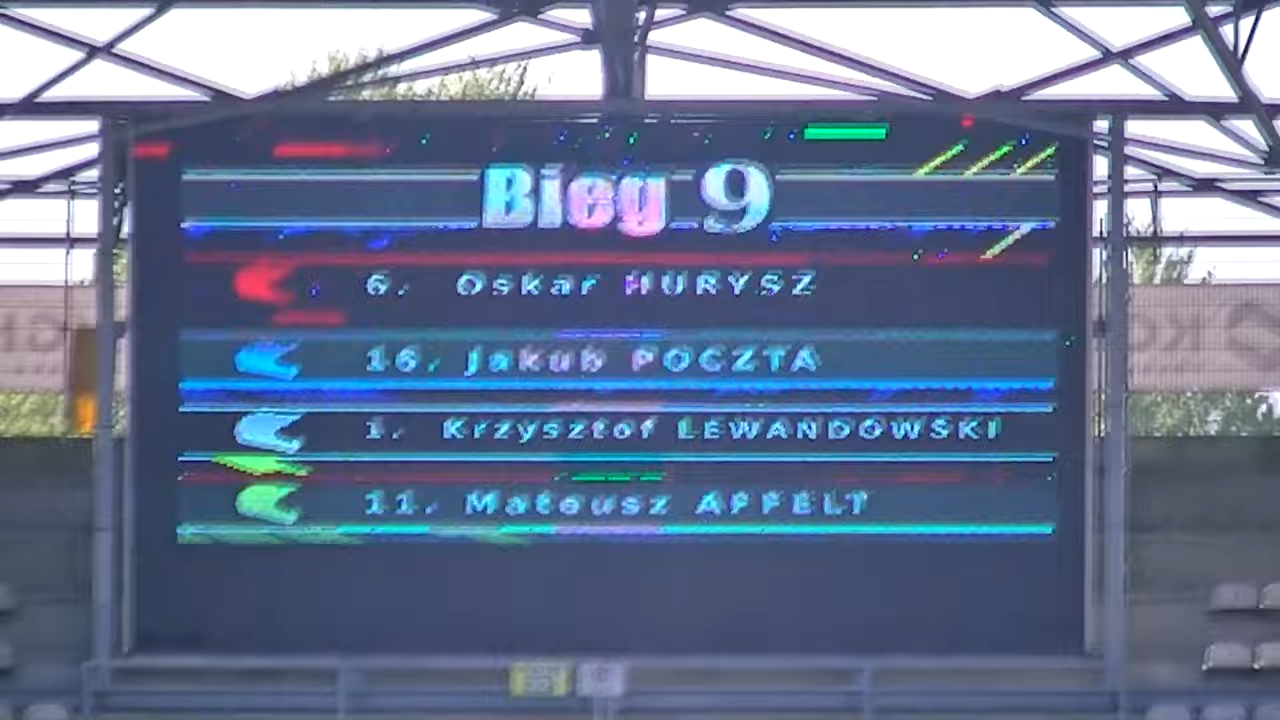 Bieg 9
6. Oskar HURYSZ
16. Jakub POCZTA
1. Krzysztof LEWANDOWSKI
11. Mateusz AFFELT